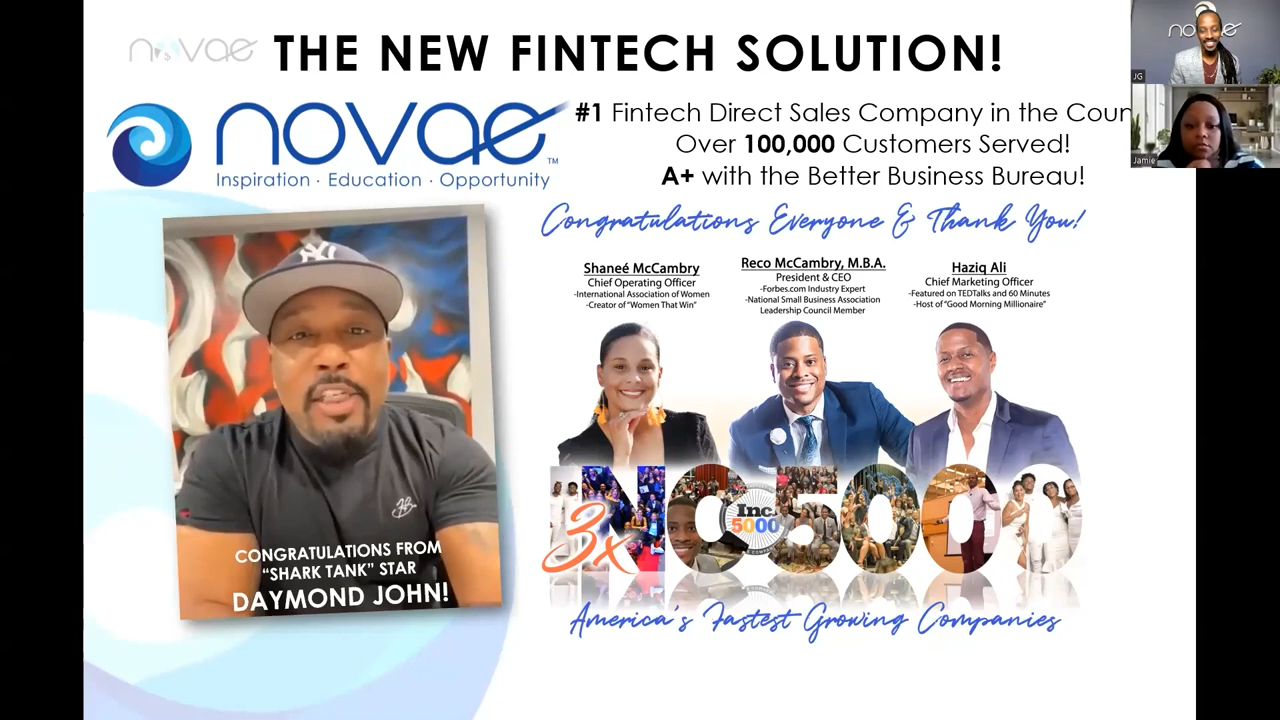 novae THE NEW FINTECH SOLUTION!
novae™
Inspiration · Education · Opportunity
#1 Fintech Direct Sales Company in the Coun
Over 100,000 Customers Served!
A+ with the Better Business Bureau!
Congratulations Everyone & Thank You!
Shaneé McCambry
Chief Operating Officer
-International Association of Women
-Creator of "Women That Win"
Reco McCambry, M.B.A.
President & CEO
-Forbes.com Industry Expert
-National Small Business Association
Leadership Council Member
Haziq Ali
Chief Marketing Officer
-Featured on TEDTalks and 60 Minutes
-Host of "Good Morning Millionaire"
NY
CONGRATULATIONS FROM
"SHARK TANK" STAR
DAYMOND JOHN!
3x
INC 5000
Inc.
5000
America's Fastest Growing Companies
novae
JG
Jamie